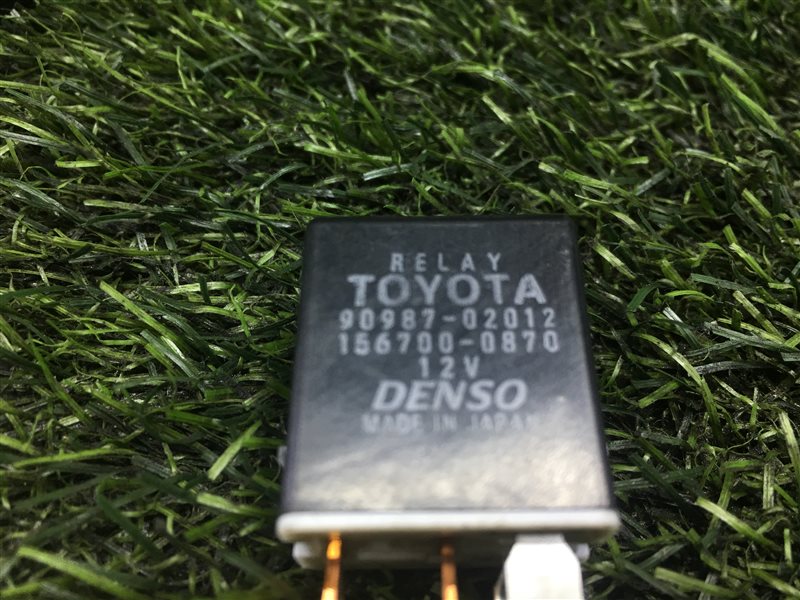 RELAY
TOYOTA
90987-02012
156700-0870
12V
DENSO
MADE IN JAPAN